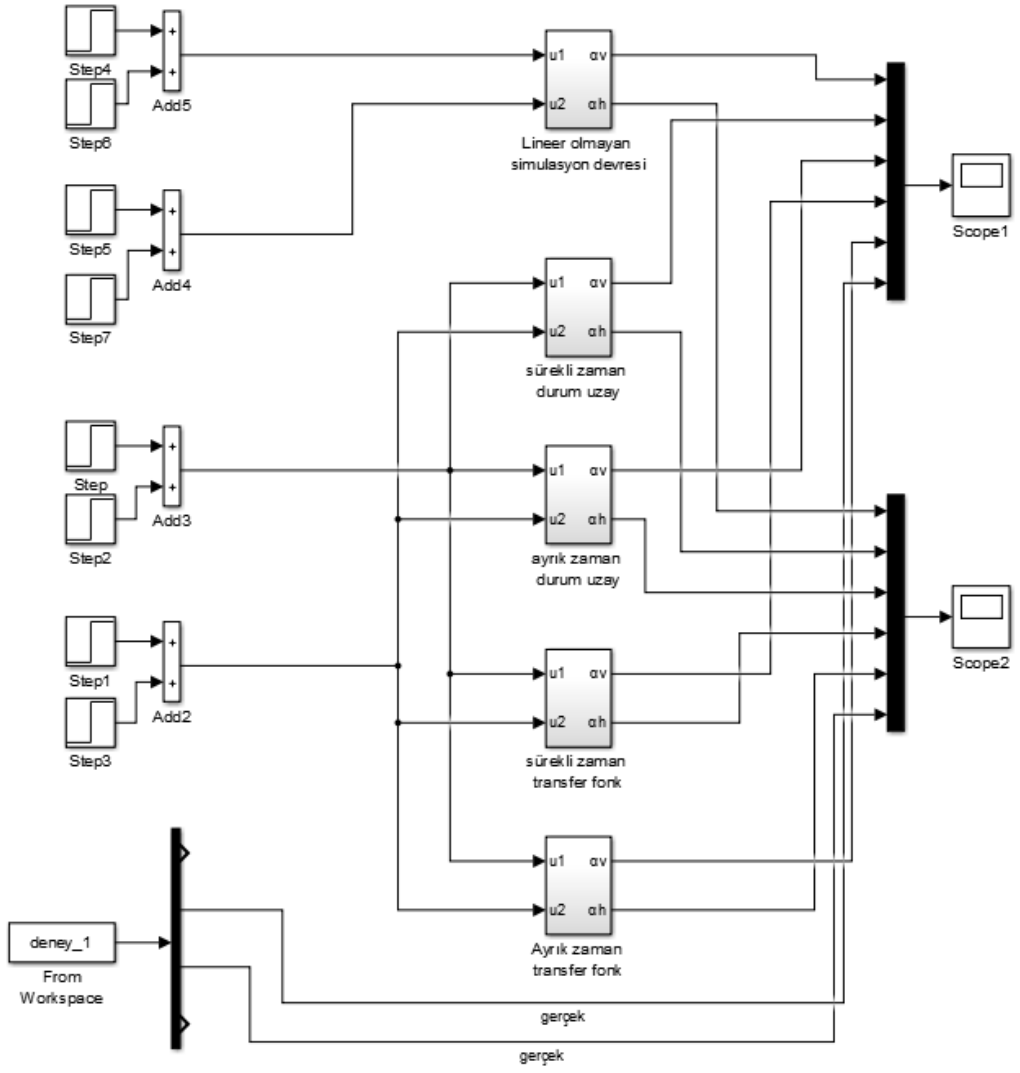 Step4
+
+
Add5
Step6
u1 αv
u2 αh
Lineer olmayan
simulasyon devresi
Scope1
Step5
+
+
Add4
Step7
u1 αv
u2 αh
sürekli zaman
durum uzay
Step
+
+
Add3
Step2
u1 αv
u2 αh
ayrık zaman
durum uzay
Scope2
Step1
+
+
Add2
Step3
u1 αv
u2 αh
sürekli zaman
transfer fonk
u1 αv
u2 αh
Ayrık zaman
transfer fonk
deney_1
From
Workspace
gerçek
gerçek